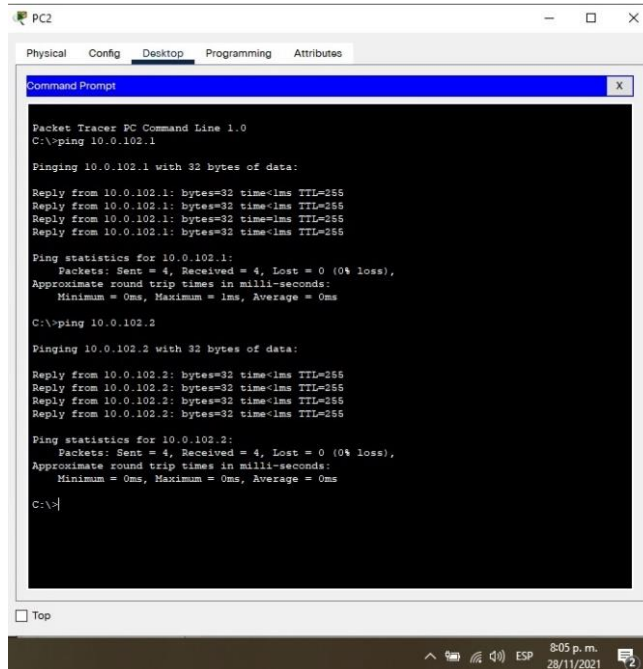 PC2
Physical Config Desktop Programming Attributes
Command Prompt
X
Packet Tracer PC Command Line 1.0
C:\>ping 10.0.102.1
Pinging 10.0.102.1 with 32 bytes of data:
Reply from 10.0.102.1: bytes=32 time<1ms TTL=255
Reply from 10.0.102.1: bytes=32 time<1ms TTL=255
Reply from 10.0.102.1: bytes=32 time=1ms TTL=255
Reply from 10.0.102.1: bytes=32 time<1ms TTL=255
Ping statistics for 10.0.102.1:
Packets: Sent = 4, Received = 4, Lost = 0 (0% loss),
Approximate round trip times in milli-seconds:
Minimum = 0ms, Maximum = 1ms, Average = 0ms
C:\>ping 10.0.102.2
Pinging 10.0.102.2 with 32 bytes of data:
Reply from 10.0.102.2: bytes=32 time<1ms TTL=255
Reply from 10.0.102.2: bytes=32 time<1ms TTL=255
Reply from 10.0.102.2: bytes=32 time<1ms TTL=255
Reply from 10.0.102.2: bytes=32 time<1ms TTL=255
Ping statistics for 10.0.102.2:
Packets: Sent = 4, Received = 4, Lost = 0 (0% loss),
Approximate round trip times in milli-seconds:
Minimum = 0ms, Maximum = 0ms, Average = 0ms
C:\>
Top
ESP
8:05 p. m.
28/11/2021
2